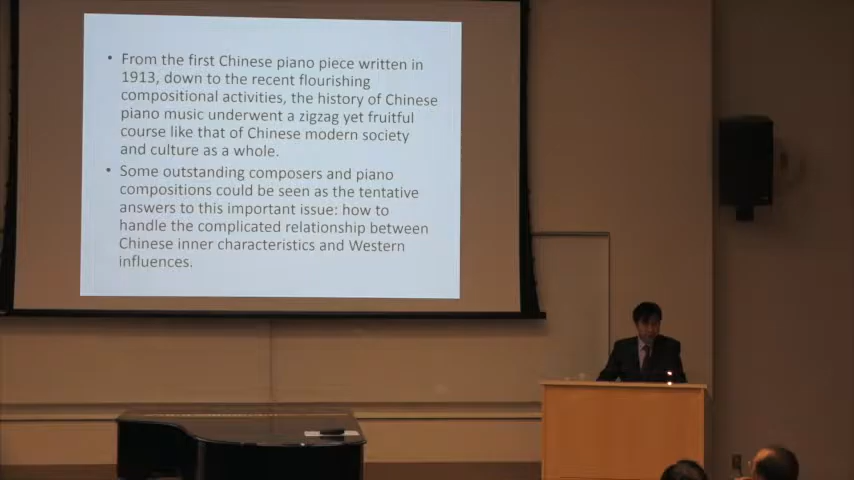 • From the first Chinese piano piece written in
1913, down to the recent flourishing
compositional activities, the history of Chinese
piano music underwent a zigzag yet fruitful
course like that of Chinese modern society
and culture as a whole.
• Some outstanding composers and piano
compositions could be seen as the tentative
answers to this important issue: how to
handle the complicated relationship between
Chinese inner characteristics and Western
influences.